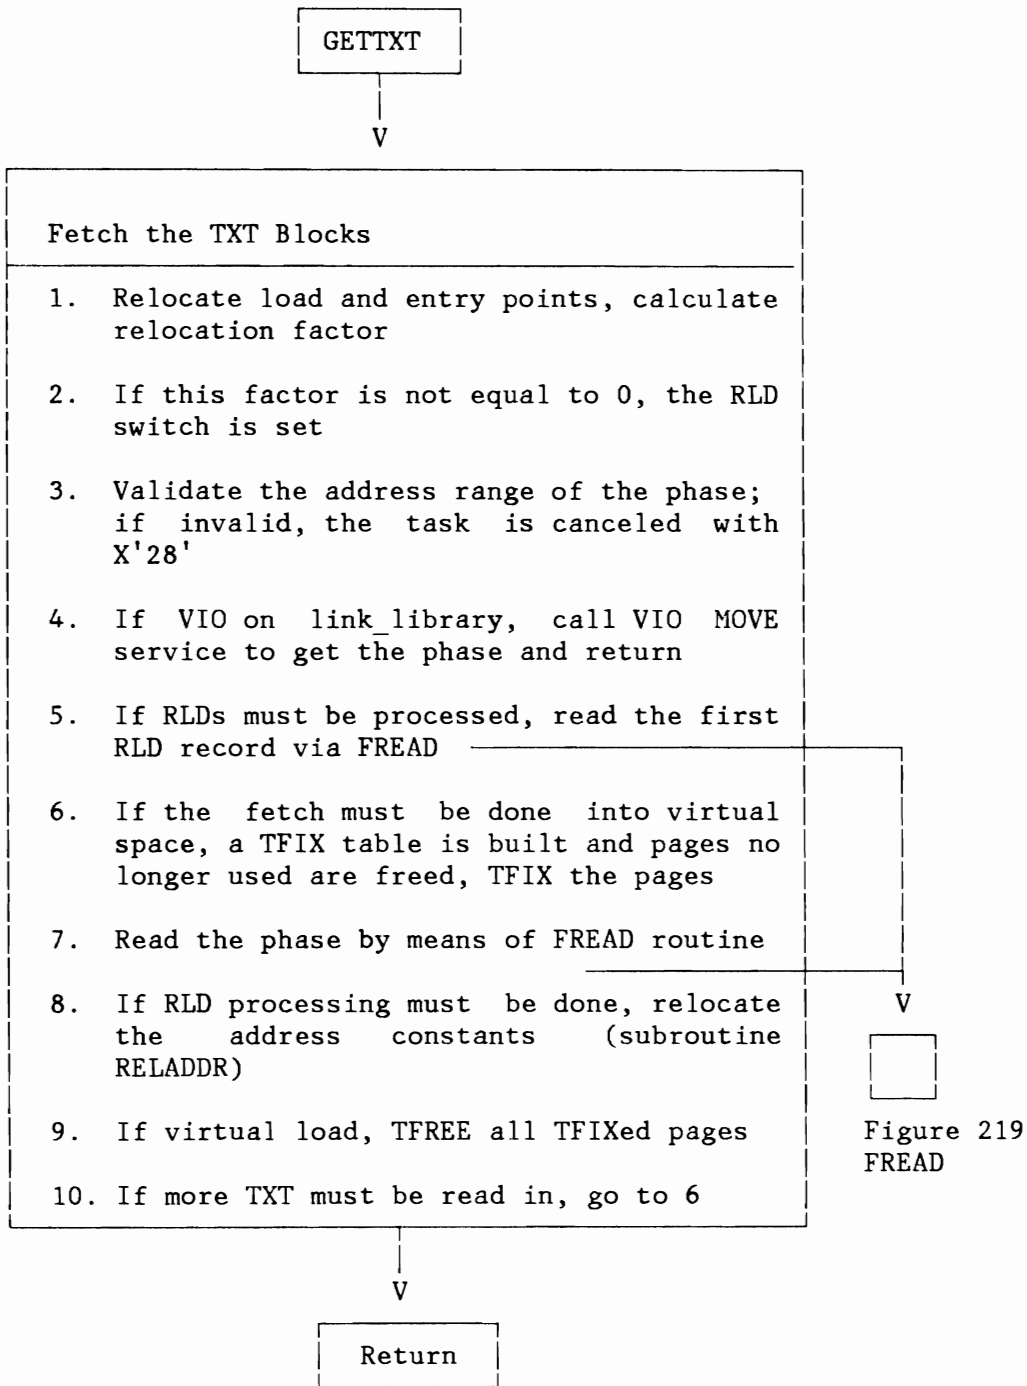 GETTXT
V
Fetch the TXT Blocks
1. Relocate load and entry points, calculate
relocation factor
2. If this factor is not equal to 0, the RLD
switch is set
3. Validate the address range of the phase;
if invalid, the task is canceled with
X'28'
4. If VIO on link_library, call VIO MOVE
service to get the phase and return
5. If RLDs must be processed, read the first
RLD record via FREAD
6. If the fetch must be done into virtual
space, a TFIX table is built and pages no
longer used are freed, TFIX the pages
7. Read the phase by means of FREAD routine
8. If RLD processing must be done, relocate
the address constants (subroutine
RELADDR)
V
9. If virtual load, TFREE all TFIXed pages
10. If more TXT must be read in, go to 6
Figure 219
FREAD
V
Return